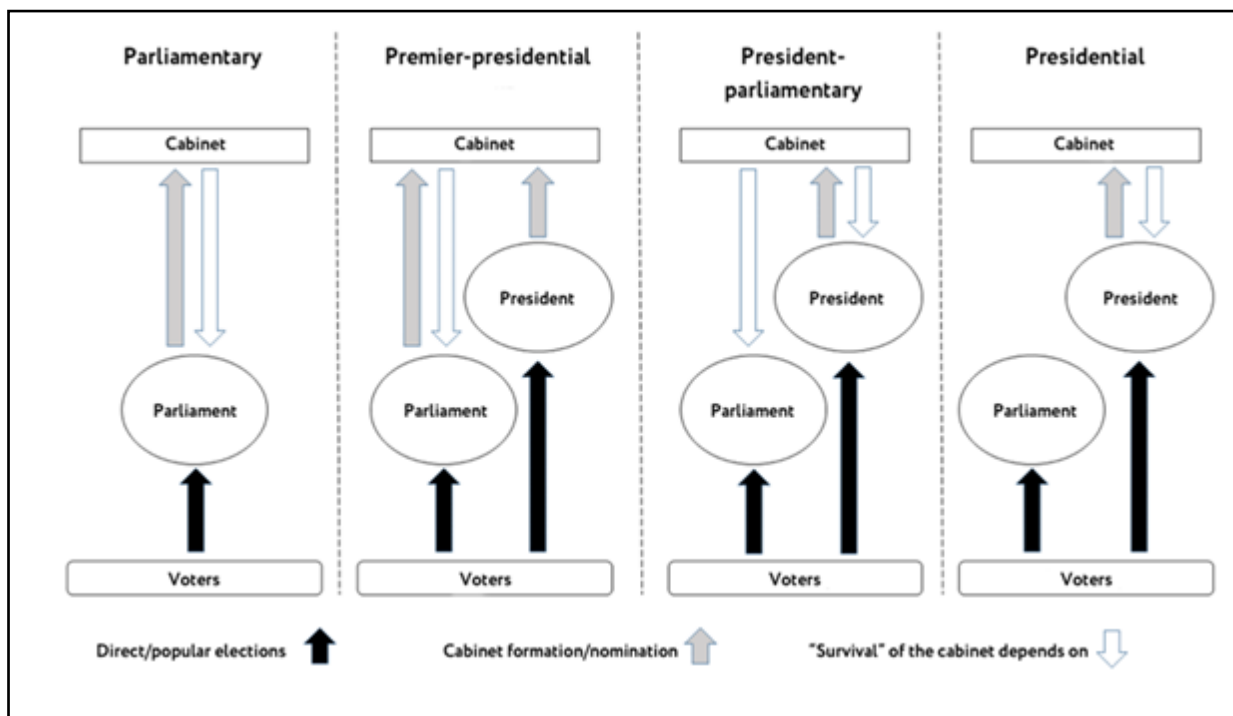 Parliamentary
Premier-presidential
President-
parliamentary
Presidential
Cabinet
Cabinet
Cabinet
Cabinet
President
President
President
Parliament
Parliament
Parliament
Parliament
Voters
Voters
Voters
Voters
Direct/popular elections
Cabinet formation/nomination
"Survival" of the cabinet depends on